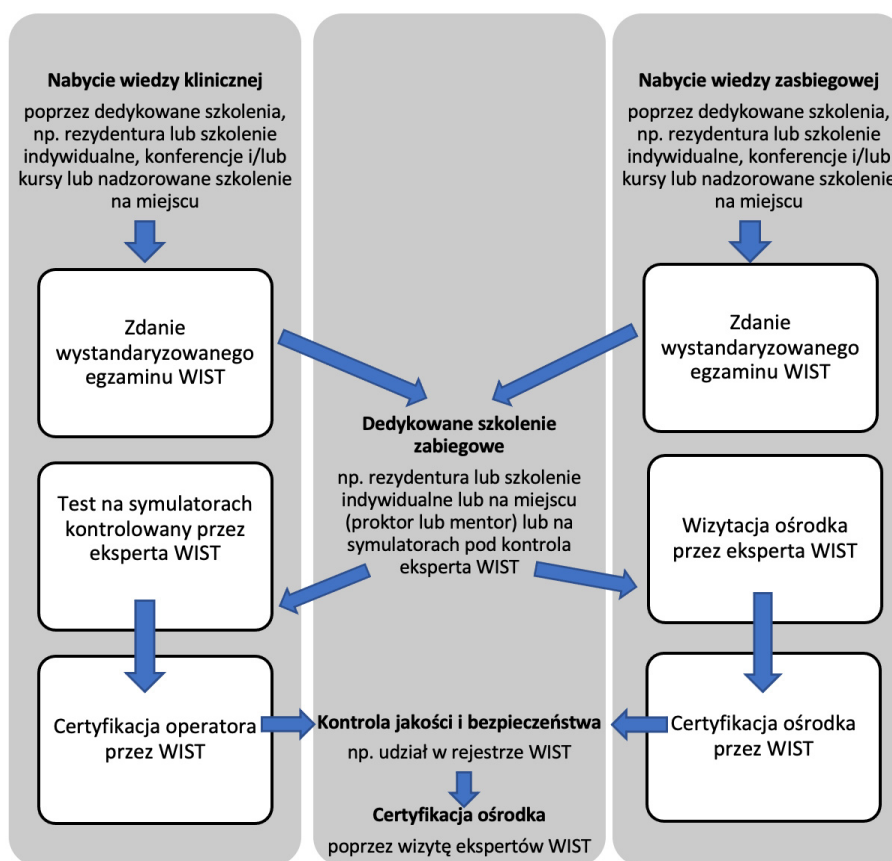 Nabycie wiedzy klinicznej
poprzez dedykowane szkolenia,
np. rezydentura lub szkolenie
indywidualne, konferencje i/lub
kursy lub nadzorowane szkolenie
na miejscu
Zdanie
wystandaryzowanego
egzaminu WIST
Test na symulatorach
kontrolowany przez
eksperta WIST
Certyfikacja operatora
przez WIST
Dedykowane szkolenie
zabiegowe
np. rezydentura lub szkolenie
indywidualne lub na miejscu
(proktor lub mentor) lub na
symulatorach pod kontrola
eksperta WIST
Kontrola jakości i bezpieczeństwa
np. udział w rejestrze WIST
Certyfikacja ośrodka
poprzez wizytę ekspertów WIST
Nabycie wiedzy zasbiegowej
poprzez dedykowane szkolenia,
np. rezydentura lub szkolenie
indywidualne, konferencje i/lub
kursy lub nadzorowane szkolenie
na miejscu
Zdanie
wystandaryzowanego
egzaminu WIST
Wizytacja ośrodka
przez eksperta WIST
Certyfikacja ośrodka
przez WIST